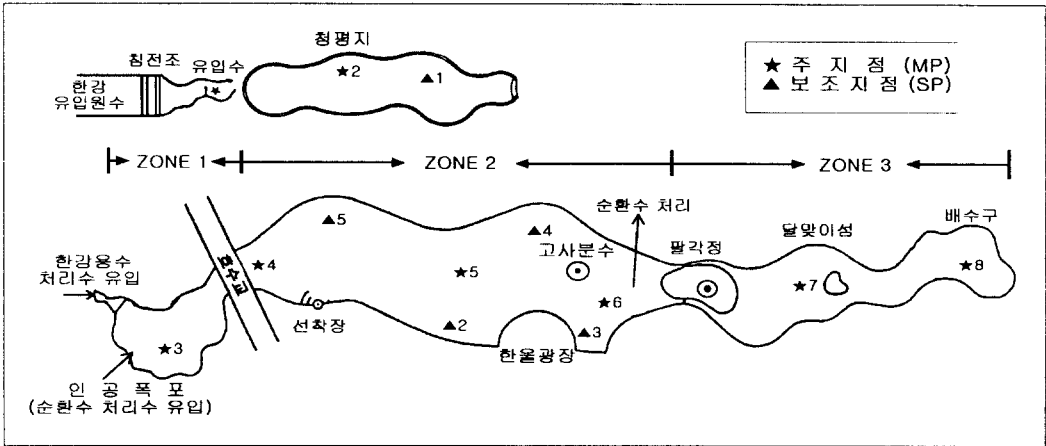 청평지
침전조
유입수
한강
유입원수
★
★2
▲1
★ 주 지 점 (MP)
▲ 보조지점 (SP)
ZONE 1
ZONE 2
ZONE 3
한강용수
처리수 유입
호수교
★3
인 공 폭 포
(순환수 처리수 유입)
★4
▲5
선착장
★5
▲2
▲4
고사분수
순환수 처리
★6
▲3
한울광장
팔각정
달맞이섬
★7
배수구
★8